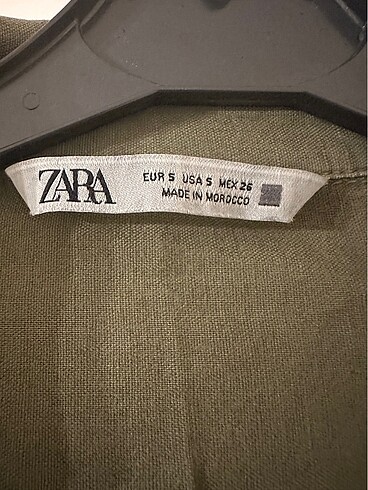 ZARA
EUR S USA S MEX 26
MADE IN MOROCCO